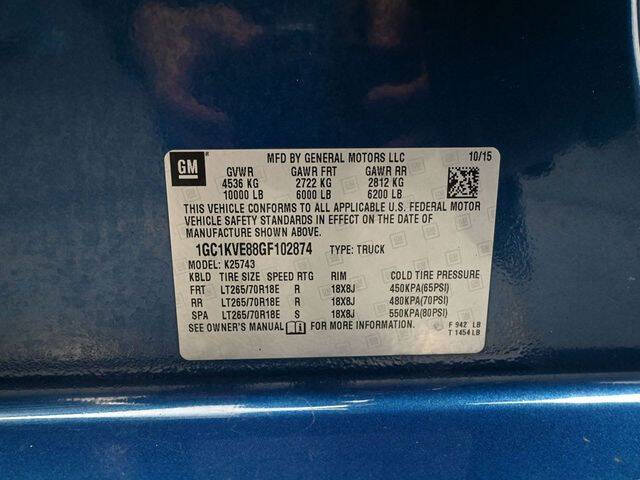 GM
MFD BY GENERAL MOTORS LLC 10/15
GVWR GAWR FRT GAWR RR
4536 KG 2722 KG 2812 KG
10000 LB 6000 LB 6200 LB
THIS VEHICLE CONFORMS TO ALL APPLICABLE U.S. FEDERAL MOTOR
VEHICLE SAFETY STANDARDS IN EFFECT ON THE DATE OF
MANUFACTURE SHOWN ABOVE.
1GC1KVE88GF102874 TYPE: TRUCK
MODEL: K25743
KBLD TIRE SIZE SPEED RTG RIM COLD TIRE PRESSURE
FRT LT265/70R18E R 18X8J 450KPA(65PSI)
RR LT265/70R18E R 18X8J 480KPA(70PSI)
SPA LT265/70R18E S 18X8J 550KPA(80PSI)
SEE OWNER'S MANUAL i FOR MORE INFORMATION. F 942 LB
T 1454 LB